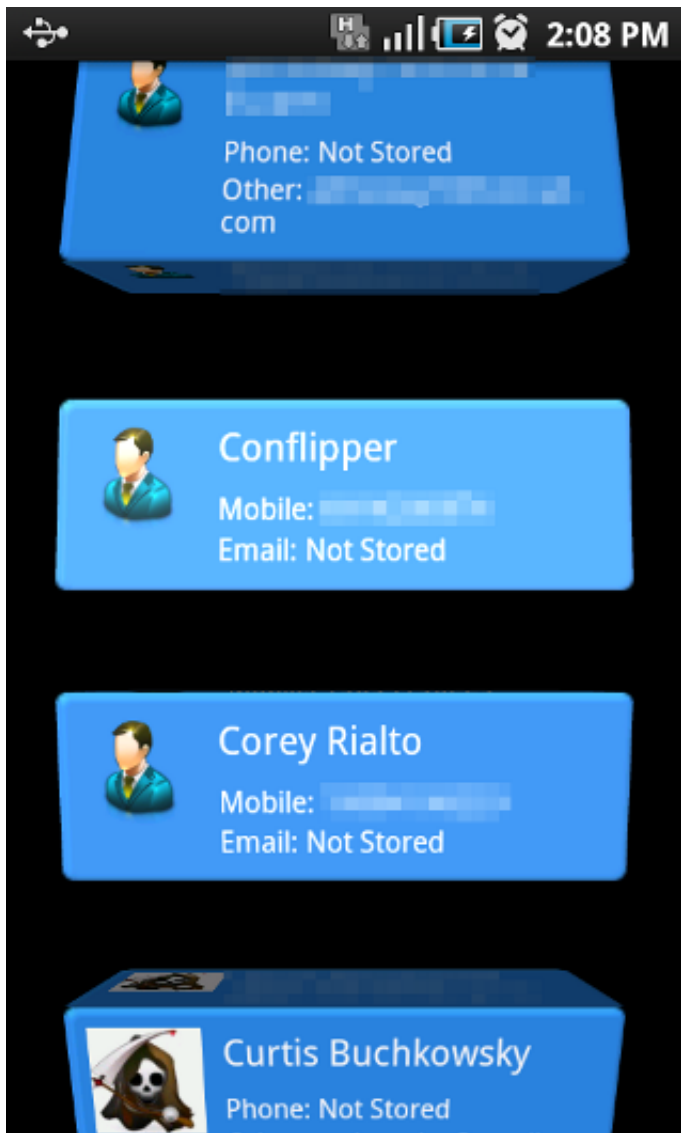 H
2:08 PM
Phone: Not Stored
Other:
com
Conflipper
Mobile:
Email: Not Stored
Corey Rialto
Mobile:
Email: Not Stored
Curtis Buchkowsky
Phone: Not Stored